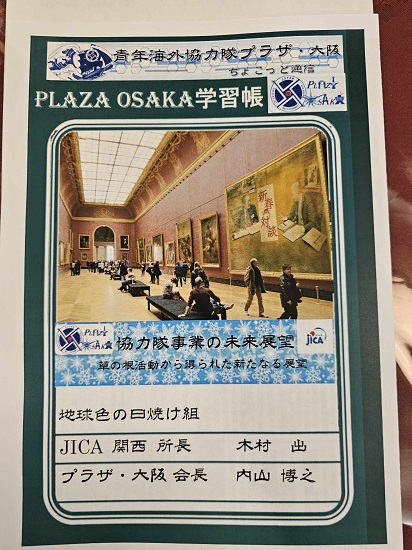 青年海外協力隊プラザ・大阪
ちょこっと通信
PLAZA OSAKA学習帳
新春対談
協力隊事業の未来展望
JICA
草の根活動から得られた新たなる展望
地球色の日焼け組
JICA 関西 所長 木村 出
プラザ・大阪 会長 内山 博之